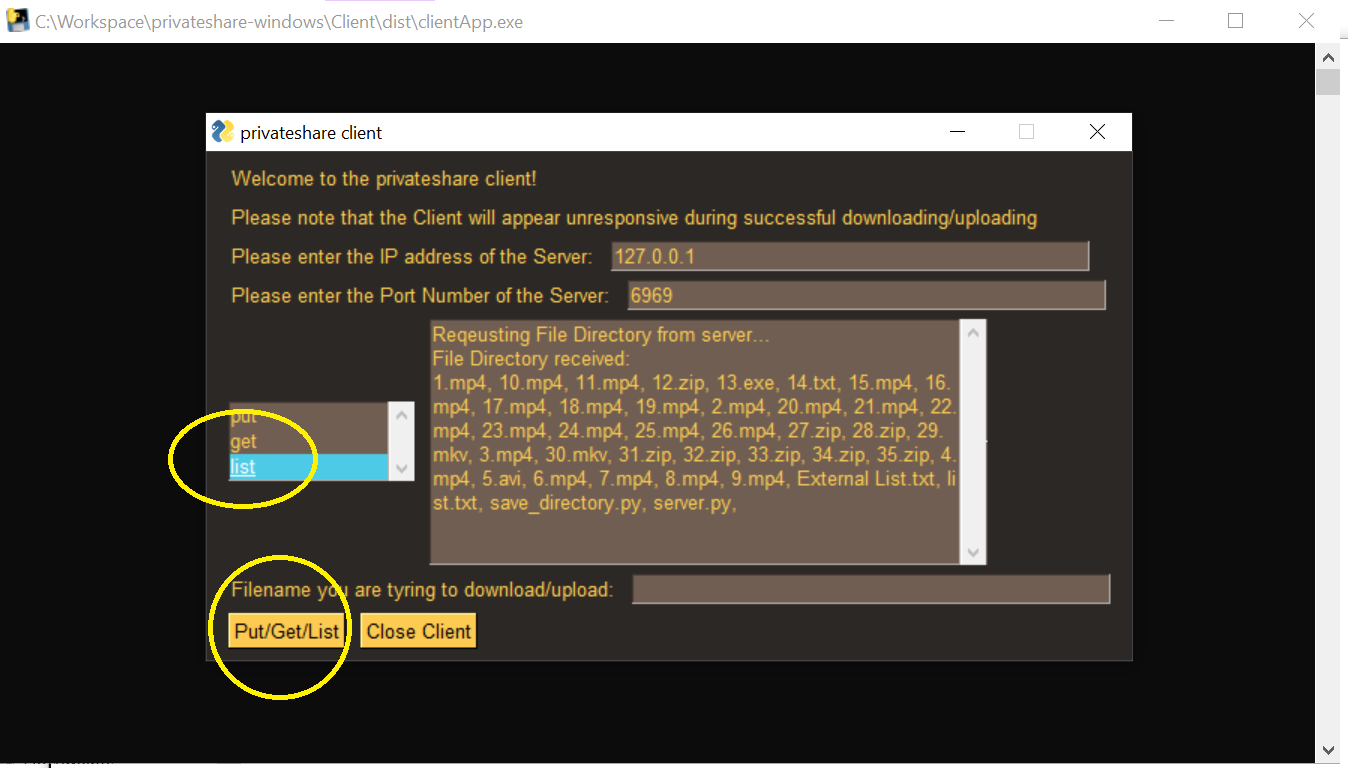 C:\Workspace\privateshare-windows\Client\dist\clientApp.exe
privateshare client
Welcome to the privateshare client!
Please note that the Client will appear unresponsive during successful downloading/uploading
Please enter the IP address of the Server: 127.0.0.1
Please enter the Port Number of the Server: 6969
put
get
list
Reqeusting File Directory from server...
File Directory received:
1.mp4, 10.mp4, 11.mp4, 12.zip, 13.exe, 14.txt, 15.mp4, 16.
mp4, 17.mp4, 18.mp4, 19.mp4, 2.mp4, 20.mp4, 21.mp4, 22.
mp4, 23.mp4, 24.mp4, 25.mp4, 26.mp4, 27.zip, 28.zip, 29.
mkv, 3.mp4, 30.mkv, 31.zip, 32.zip, 33.zip, 34.zip, 35.zip, 4.
mp4, 5.avi, 6.mp4, 7.mp4, 8.mp4, 9.mp4, External List.txt, li
st.txt, save_directory.py, server.py,
Filename you are tyring to download/upload:
Put/Get/List Close Client